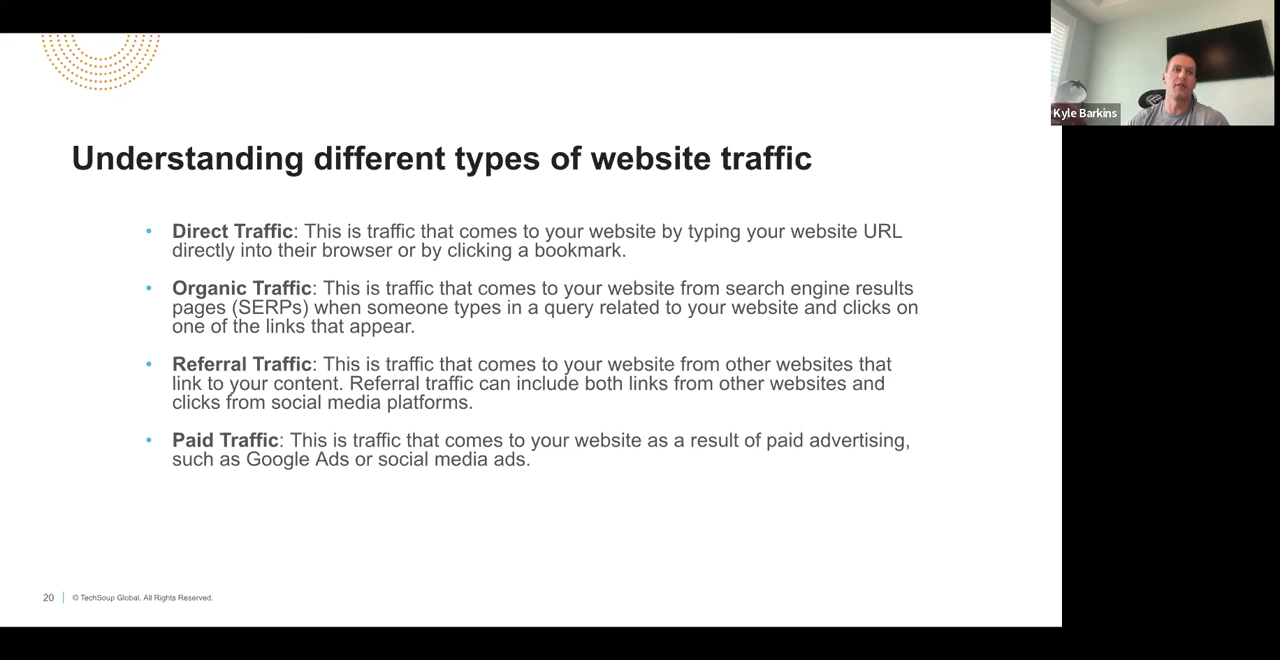 Kyle Barkins
Understanding different types of website traffic
• Direct Traffic: This is traffic that comes to your website by typing your website URL
directly into their browser or by clicking a bookmark.
• Organic Traffic: This is traffic that comes to your website from search engine results
pages (SERPs) when someone types in a query related to your website and clicks on
one of the links that appear.
• Referral Traffic: This is traffic that comes to your website from other websites that
link to your content. Referral traffic can include both links from other websites and
clicks from social media platforms.
• Paid Traffic: This is traffic that comes to your website as a result of paid advertising,
such as Google Ads or social media ads.
20 | © TechSoup Global. All Rights Reserved.